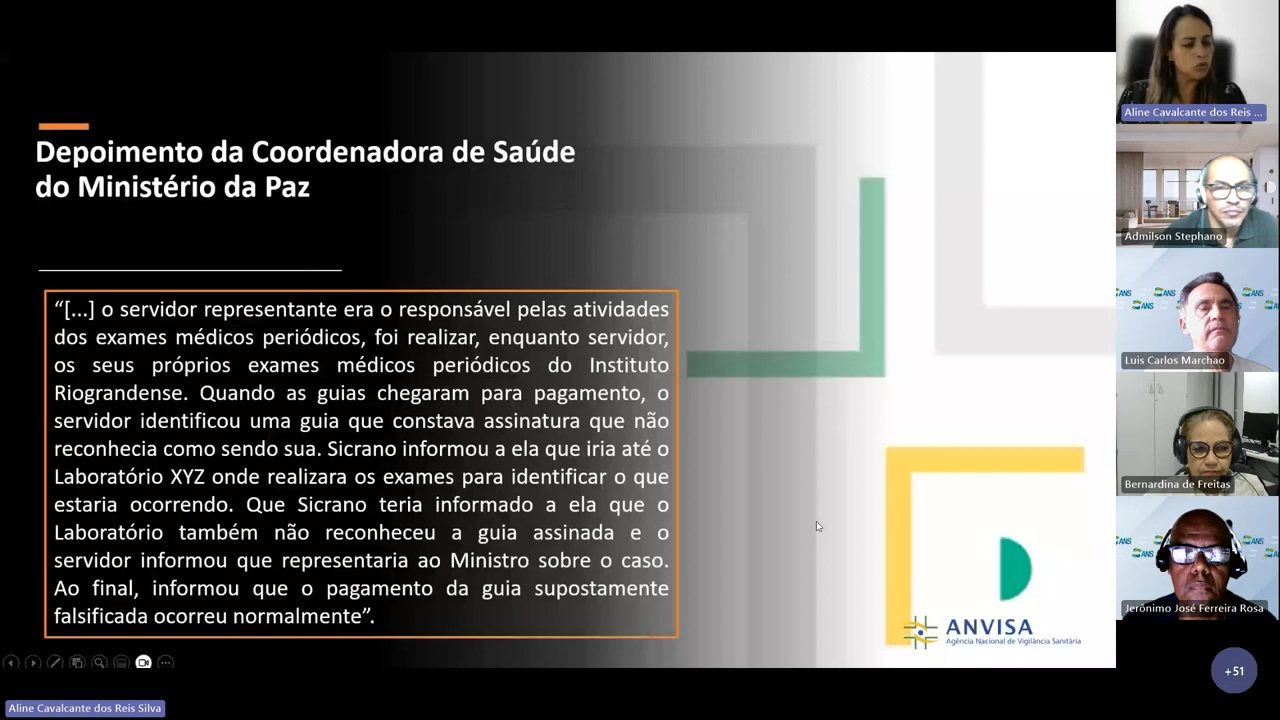 Depoimento da Coordenadora de Saúde
do Ministério da Paz
“[...] o servidor representante era o responsável pelas atividades
dos exames médicos periódicos, foi realizar, enquanto servidor,
os seus próprios exames médicos periódicos do Instituto
Riograndense. Quando as guias chegaram para pagamento, o
servidor identificou uma guia que constava assinatura que não
reconhecia como sendo sua. Sicrano informou a ela que iria até o
Laboratório XYZ onde realizara os exames para identificar o que
estaria ocorrendo. Que Sicrano teria informado a ela que o
Laboratório também não reconheceu a guia assinada e o
servidor informou que representaria ao Ministro sobre o caso.
Ao final, informou que o pagamento da guia supostamente
falsificada ocorreu normalmente”.
ANVISA
Agência Nacional de Vigilância Sanitária
Aline Cavalcante dos Reis ...
Admilson Stephano
ANS
Luis Carlos Marchao
Bernardina de Freitas
ANS
ANS
Jerônimo José Ferreira Rosa
+51
Aline Cavalcante dos Reis Silva